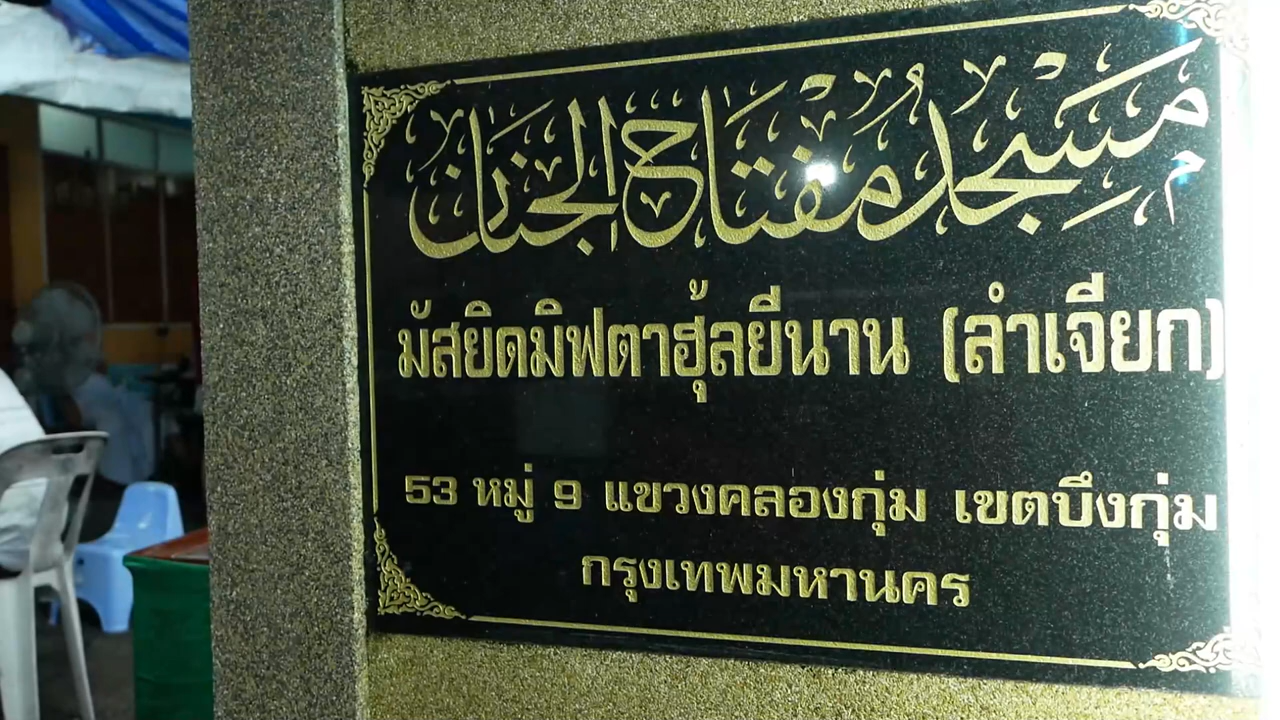 مسجد مفتاح الجنان
มัสยิดมิฟตาฮุ้ลยีนาน (ลำเจียก)
53 หมู่ 9 แขวงคลองกุ่ม เขตบึงกุ่ม
กรุงเทพมหานคร